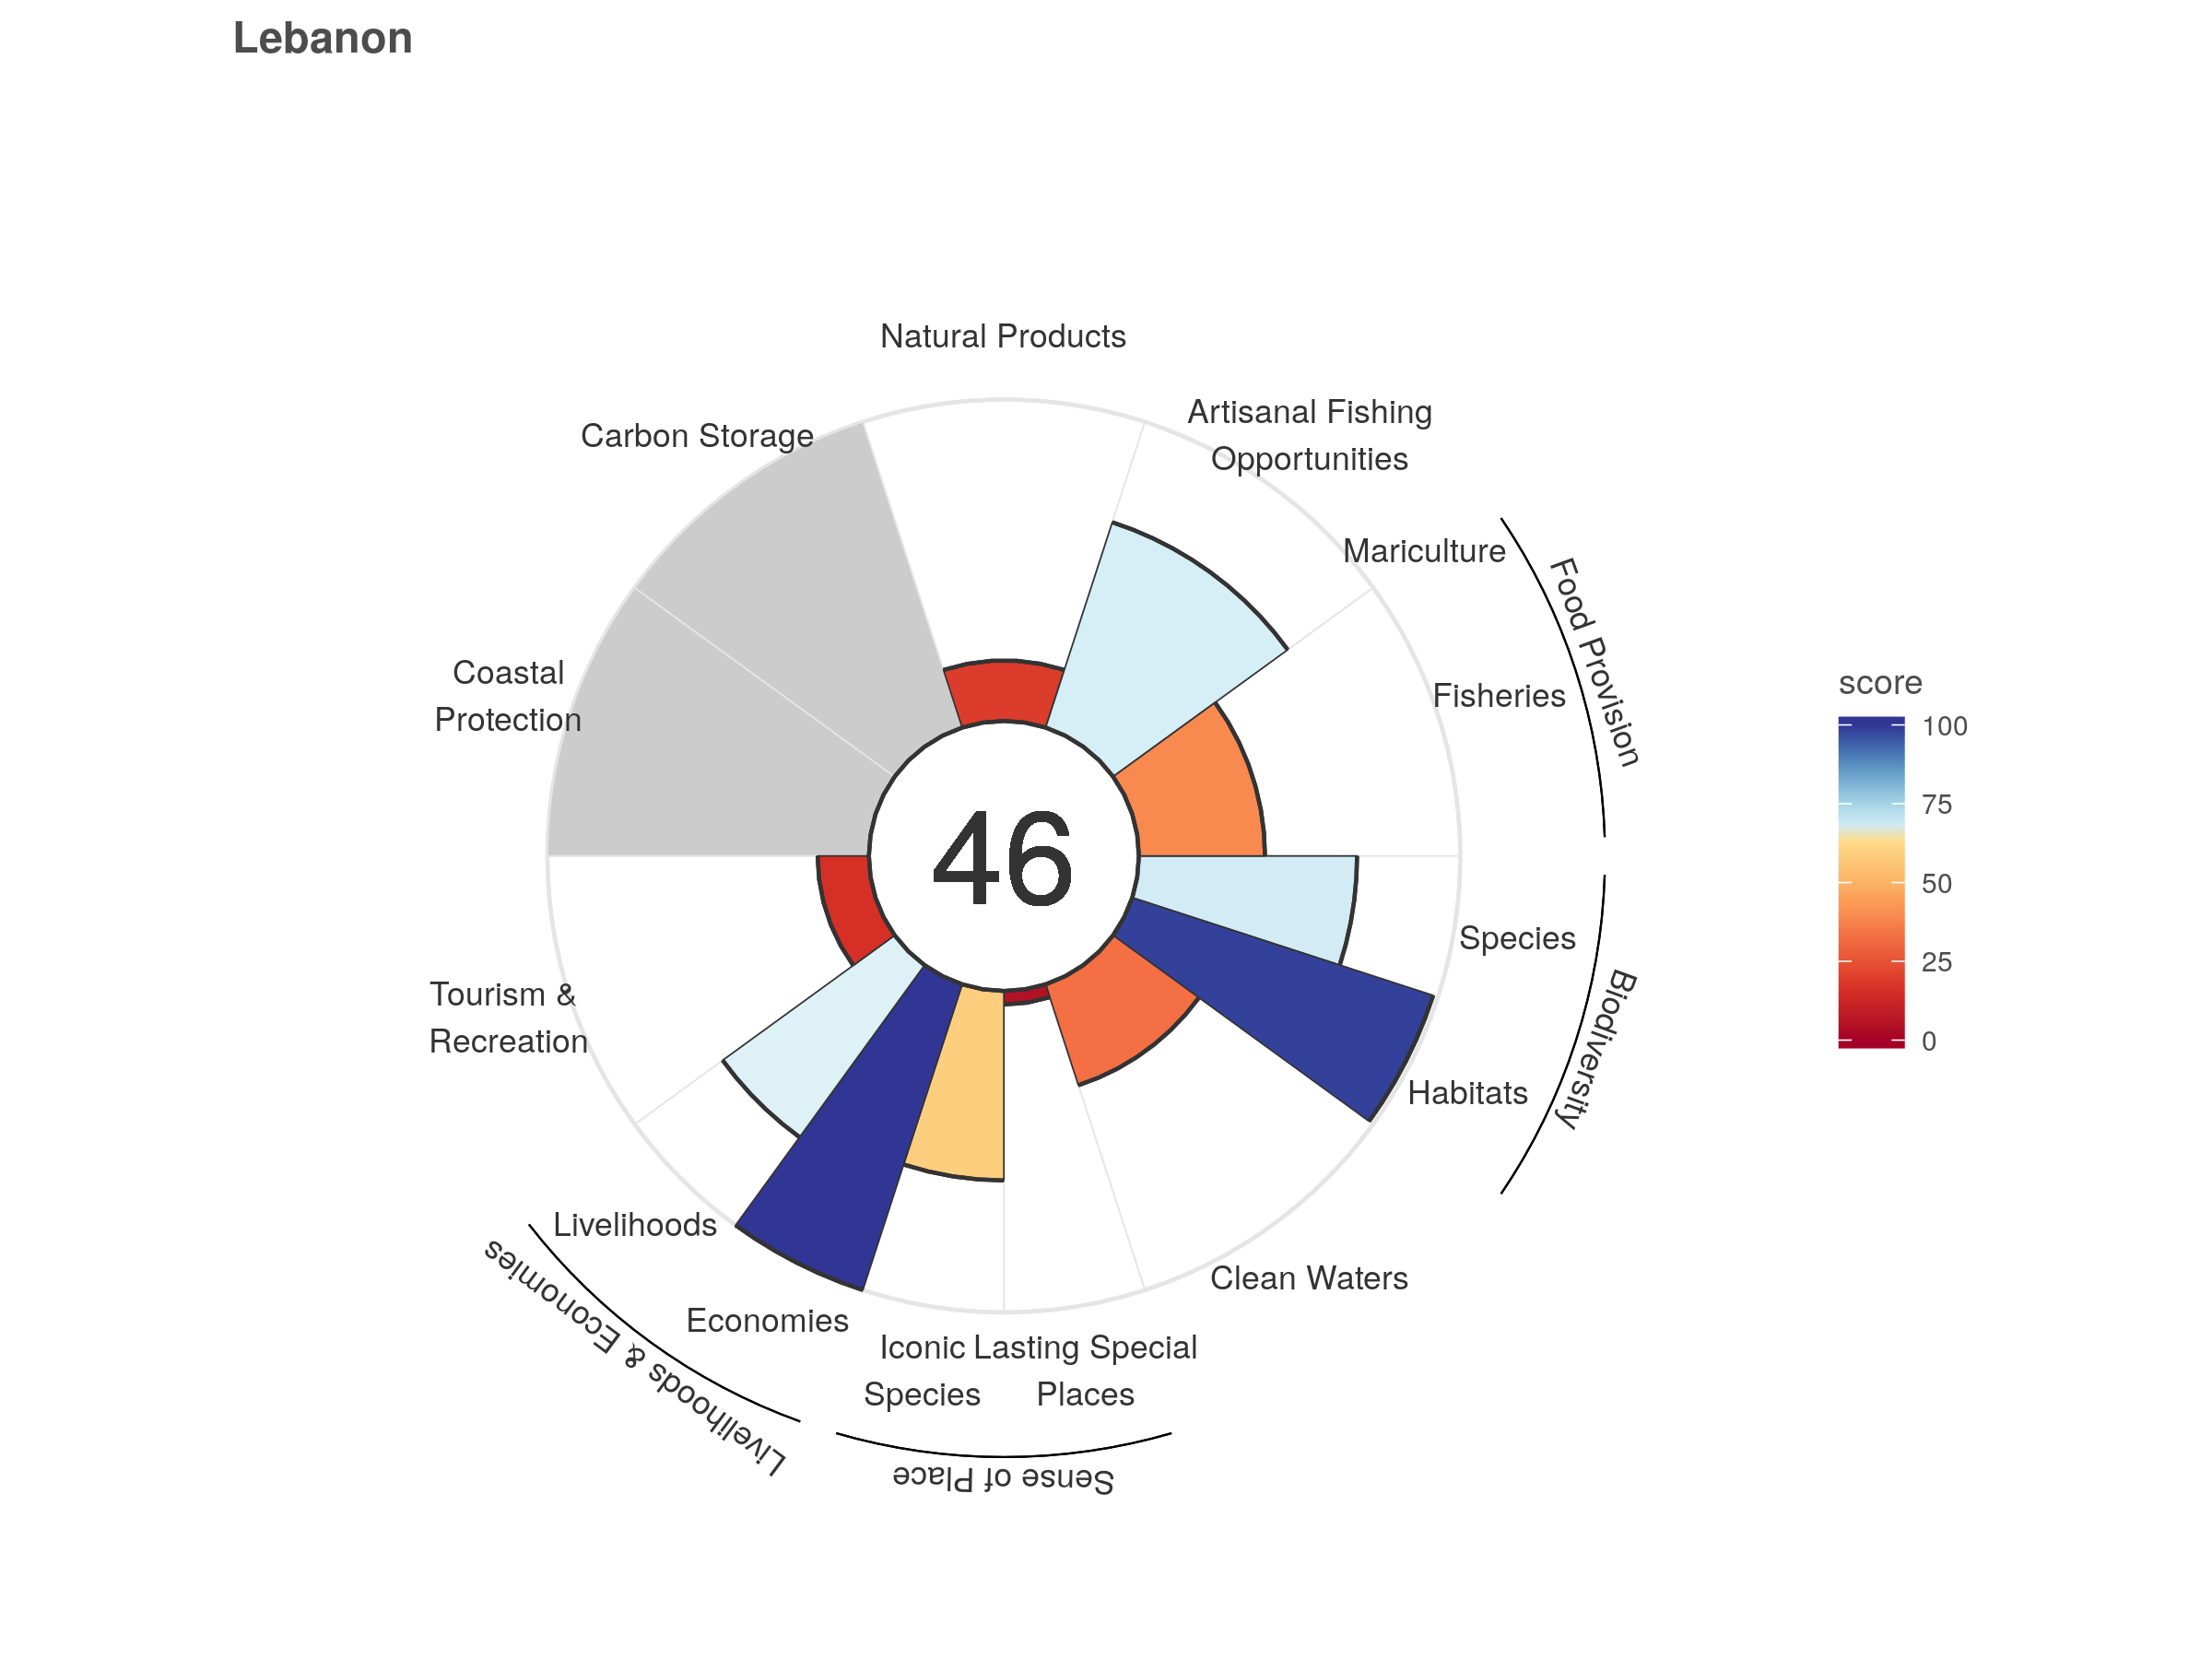 Lebanon
Natural Products
Artisanal Fishing
Opportunities
Carbon Storage
Mariculture
Food Provision
Fisheries
Coastal
Protection
score
100
75
50
25
0
46
Species
Biodiversity
Habitats
Tourism &
Recreation
Livelihoods
Livelihoods & Economies
Economies
Clean Waters
Iconic
Species
Lasting Special
Places
Sense of Place